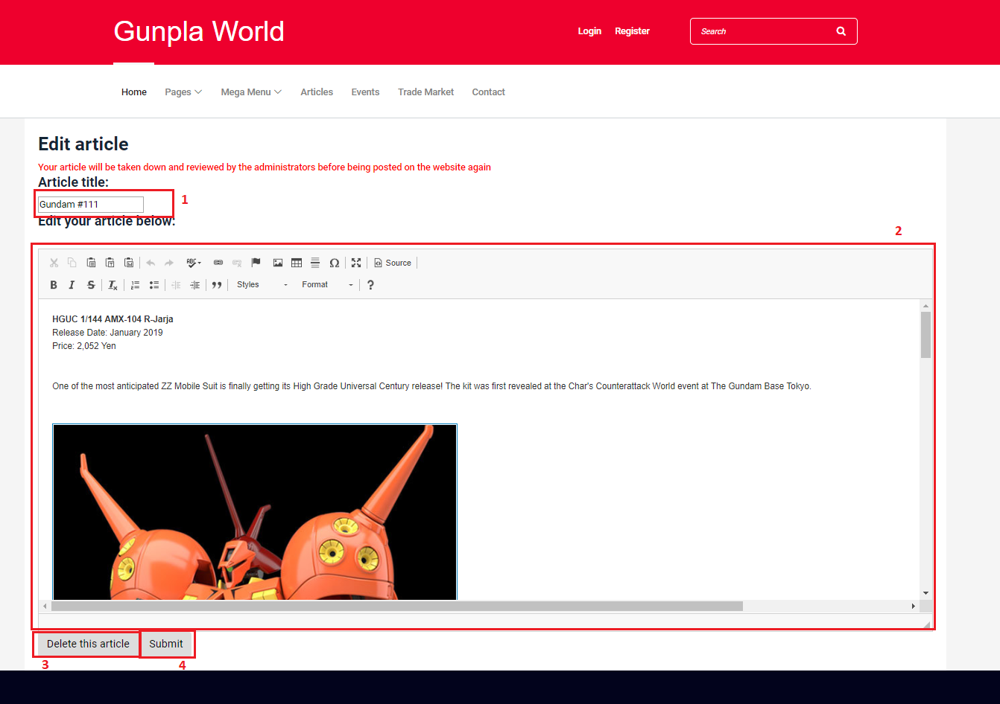 Gunpla World
Login Register Search
Home Pages Mega Menu Articles Events Trade Market Contact
Edit article
Your article will be taken down and reviewed by the administrators before being posted on the website again
Article title:
Gundam #111 1
Edit your article below:
2
ABC Source
B I S Ix Styles Format ?
HGUC 1/144 AMX-104 R-Jarja
Release Date: January 2019
Price: 2,052 Yen
One of the most anticipated ZZ Mobile Suit is finally getting its High Grade Universal Century release! The kit was first revealed at the Char's Counterattack World event at The Gundam Base Tokyo.
Delete this article Submit
3 4